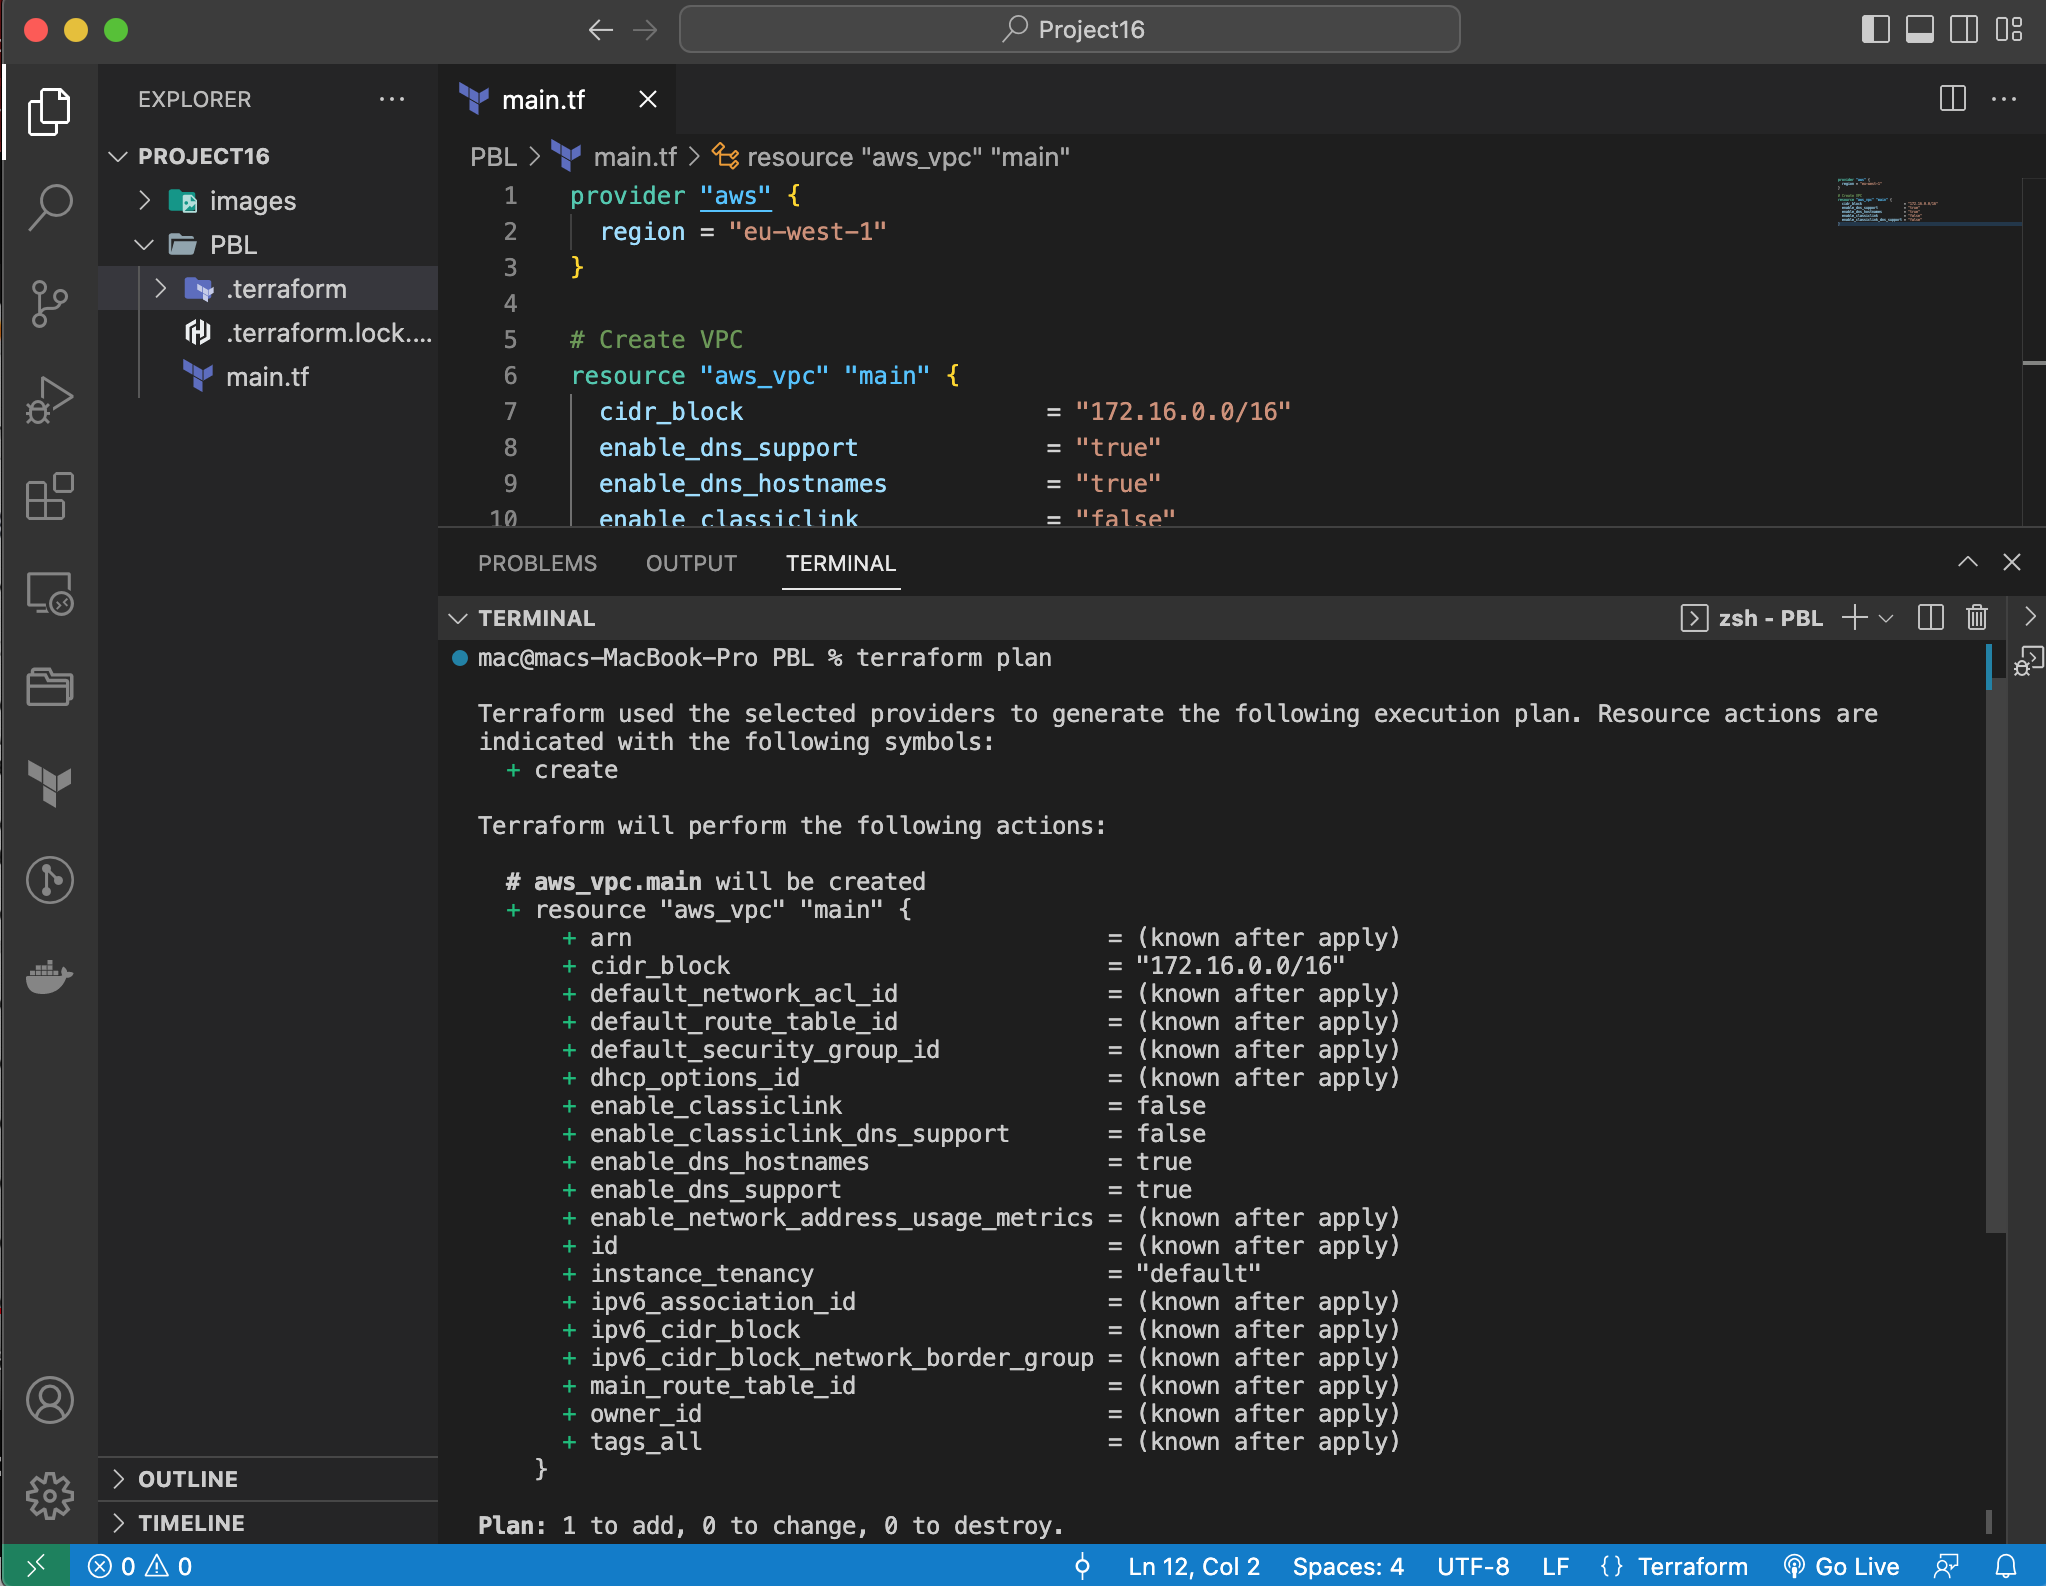 Project16
EXPLORER
PROJECT16
images
PBL
.terraform
.terraform.lock....
main.tf
OUTLINE
TIMELINE
main.tf
PBL > main.tf > resource "aws_vpc" "main"
1 provider "aws" {
2 region = "eu-west-1"
3 }
4
5 # Create VPC
6 resource "aws_vpc" "main" {
7 cidr_block = "172.16.0.0/16"
8 enable_dns_support = "true"
9 enable_dns_hostnames = "true"
10 enable_classiclink = "false"
PROBLEMS OUTPUT TERMINAL
TERMINAL
zsh - PBL
mac@macs-MacBook-Pro PBL % terraform plan
Terraform used the selected providers to generate the following execution plan. Resource actions are
indicated with the following symbols:
+ create
Terraform will perform the following actions:
# aws_vpc.main will be created
+ resource "aws_vpc" "main" {
+ arn = (known after apply)
+ cidr_block = "172.16.0.0/16"
+ default_network_acl_id = (known after apply)
+ default_route_table_id = (known after apply)
+ default_security_group_id = (known after apply)
+ dhcp_options_id = (known after apply)
+ enable_classiclink = false
+ enable_classiclink_dns_support = false
+ enable_dns_hostnames = true
+ enable_dns_support = true
+ enable_network_address_usage_metrics = (known after apply)
+ id = (known after apply)
+ instance_tenancy = "default"
+ ipv6_association_id = (known after apply)
+ ipv6_cidr_block = (known after apply)
+ ipv6_cidr_block_network_border_group = (known after apply)
+ main_route_table_id = (known after apply)
+ owner_id = (known after apply)
+ tags_all = (known after apply)
}
Plan: 1 to add, 0 to change, 0 to destroy.
0 0 Ln 12, Col 2 Spaces: 4 UTF-8 LF {} Terraform Go Live